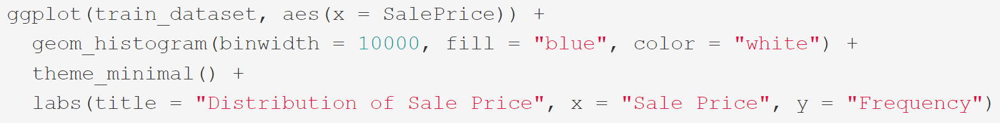 ggplot(train_dataset, aes(x = SalePrice)) +
  geom_histogram(binwidth = 10000, fill = "blue", color = "white") +
  theme_minimal() +
  labs(title = "Distribution of Sale Price", x = "Sale Price", y = "Frequency")